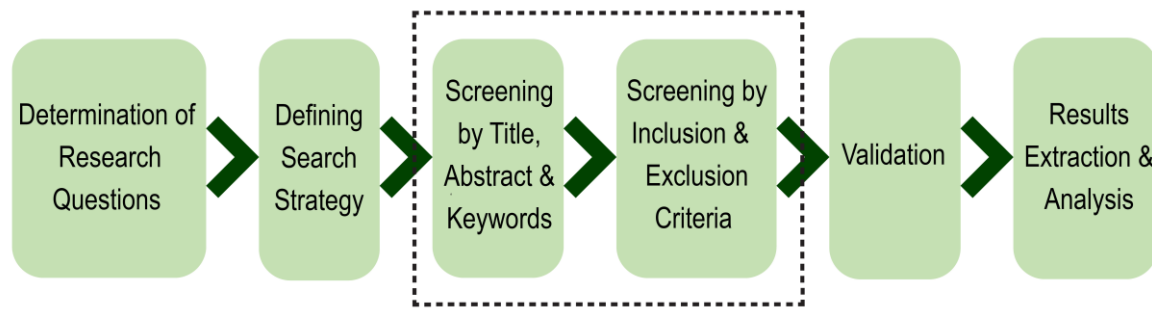 Determination of
Research
Questions
Defining
Search
Strategy
Screening
by Title,
Abstract &
Keywords
Screening by
Inclusion &
Exclusion
Criteria
Validation
Results
Extraction &
Analysis